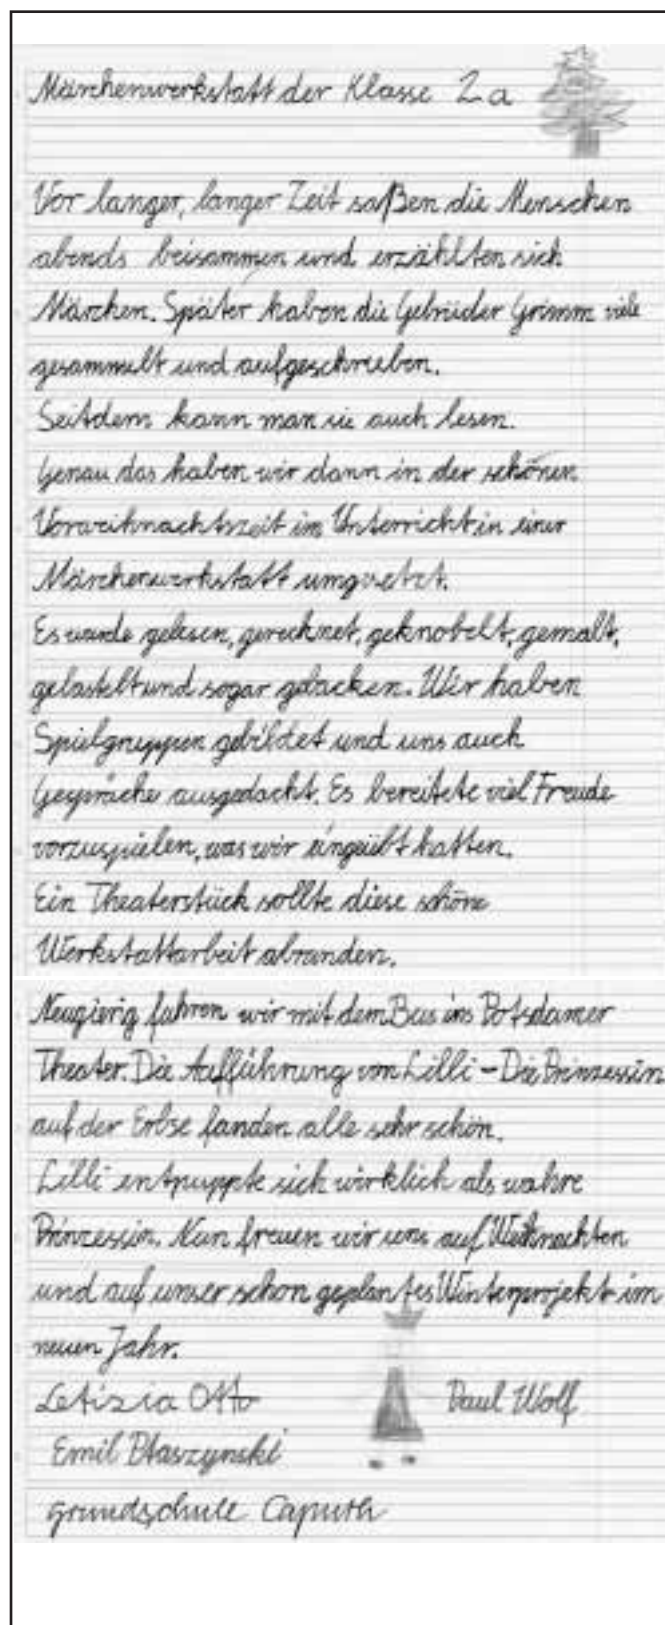 Märchenwerkstatt der Klasse 2a
Vor langer, langer Zeit saßen die Menschen
abends beisammen und erzählten sich
Märchen. Später haben die Gebrüder Grimm viele
gesammelt und aufgeschrieben.
Seitdem kann man sie auch lesen.
Genau das haben wir dann in der schönen
Vorweihnachtszeit im Unterricht in einer
Märchenwerkstatt umgesetzt.
Es wurde gelesen, gerechnet, geknobelt, gemalt,
gebastelt und sogar gebacken. Wir haben
Spielgruppen gebildet und uns auch
Gespräche ausgedacht. Es bereitete viel Freude
vorzuspielen, was wir eingeübt hatten.
Ein Theaterstück sollte diese schöne
Werkstattarbeit abrunden.
Neugierig fahren wir mit dem Bus ins Potsdamer
Theater. Die Aufführung von Lilli – Die Prinzessin
auf der Erbse fanden alle sehr schön.
Lilli entpuppte sich wirklich als wahre
Prinzessin. Nun freuen wir uns auf Weihnachten
und auf unser schon geplantes Winterprojekt im
neuen Jahr.
Letizia Otto Paul Wolf
Emil Błaszynski
Grundschule Caputh